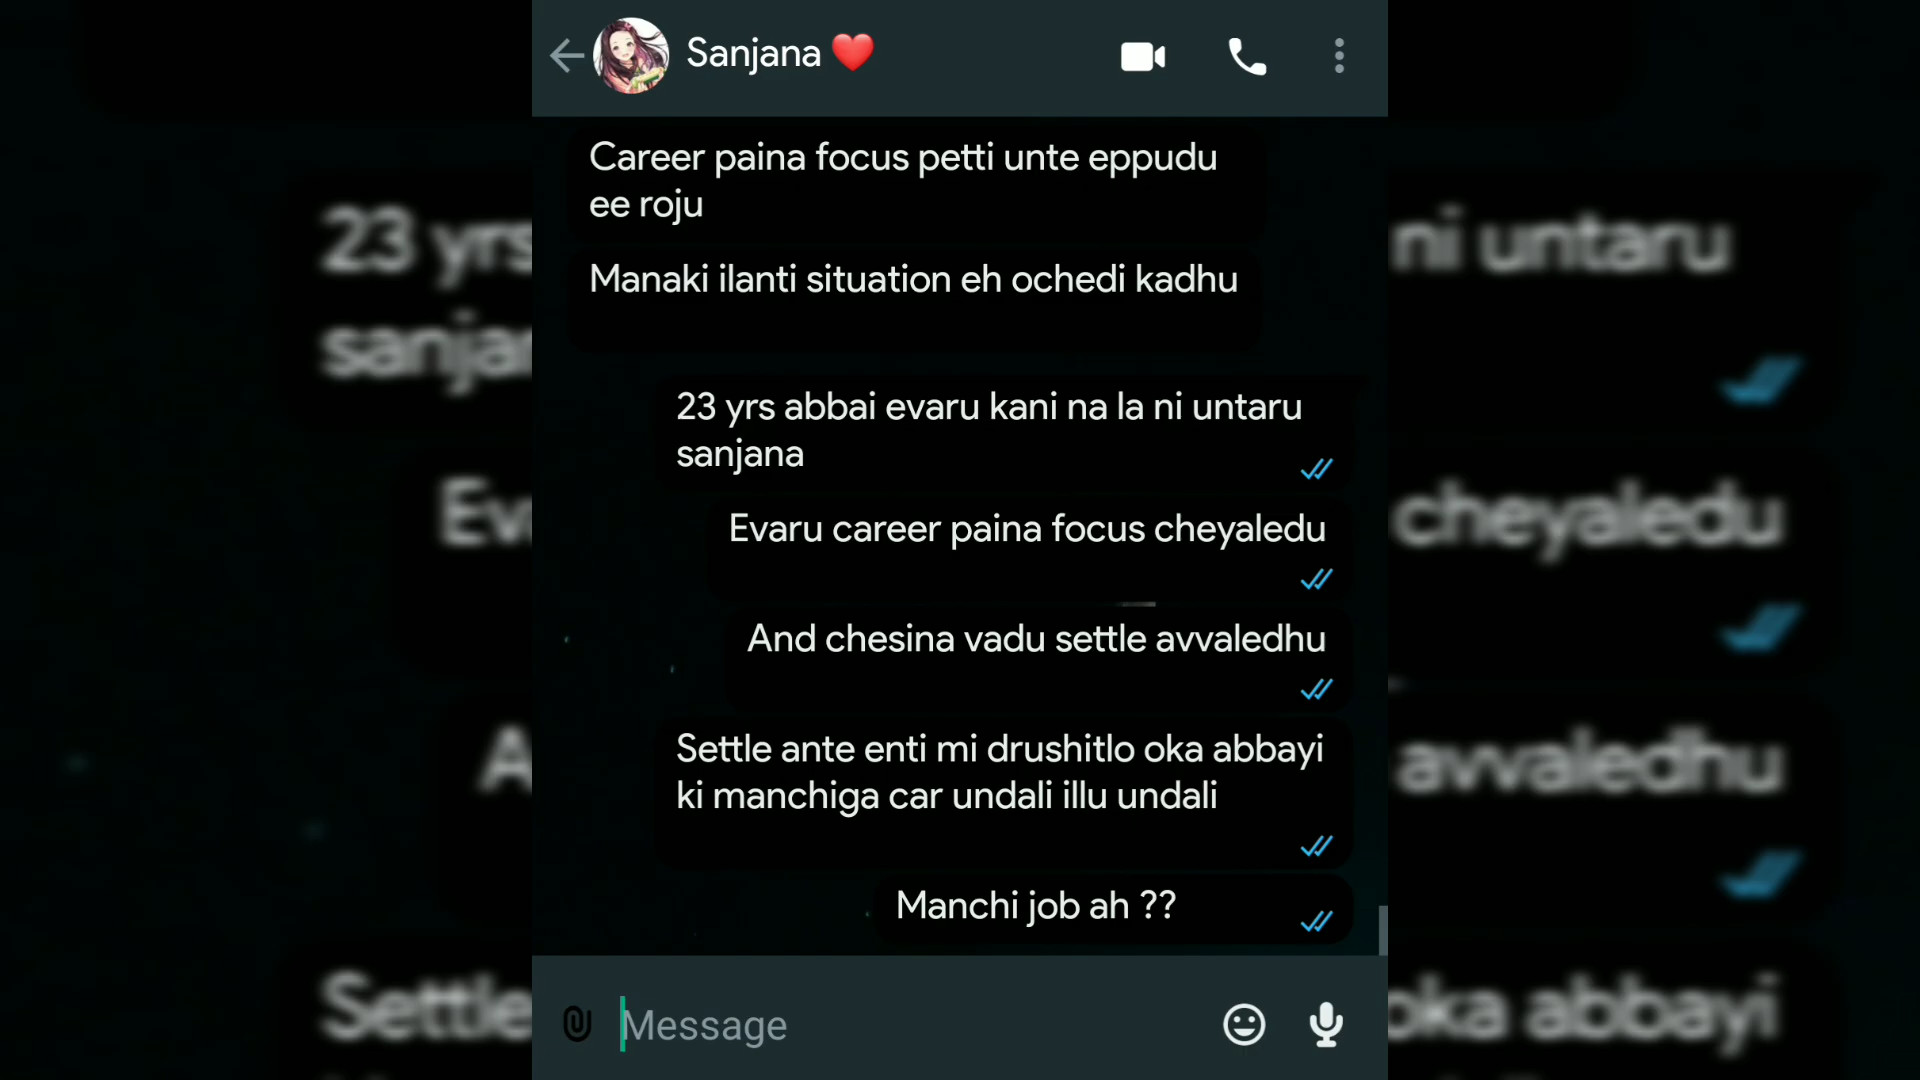 Sanjana ❤️
Career paina focus petti unte eppudu
ee roju
Manaki ilanti situation eh ochedi kadhu
23 yrs abbai evaru kani na la ni untaru
sanjana
Evaru career paina focus cheyaledu
And chesina vadu settle avvaledhu
Settle ante enti mi drushitlo oka abbayi
ki manchiga car undali illu undali
Manchi job ah ??
Message